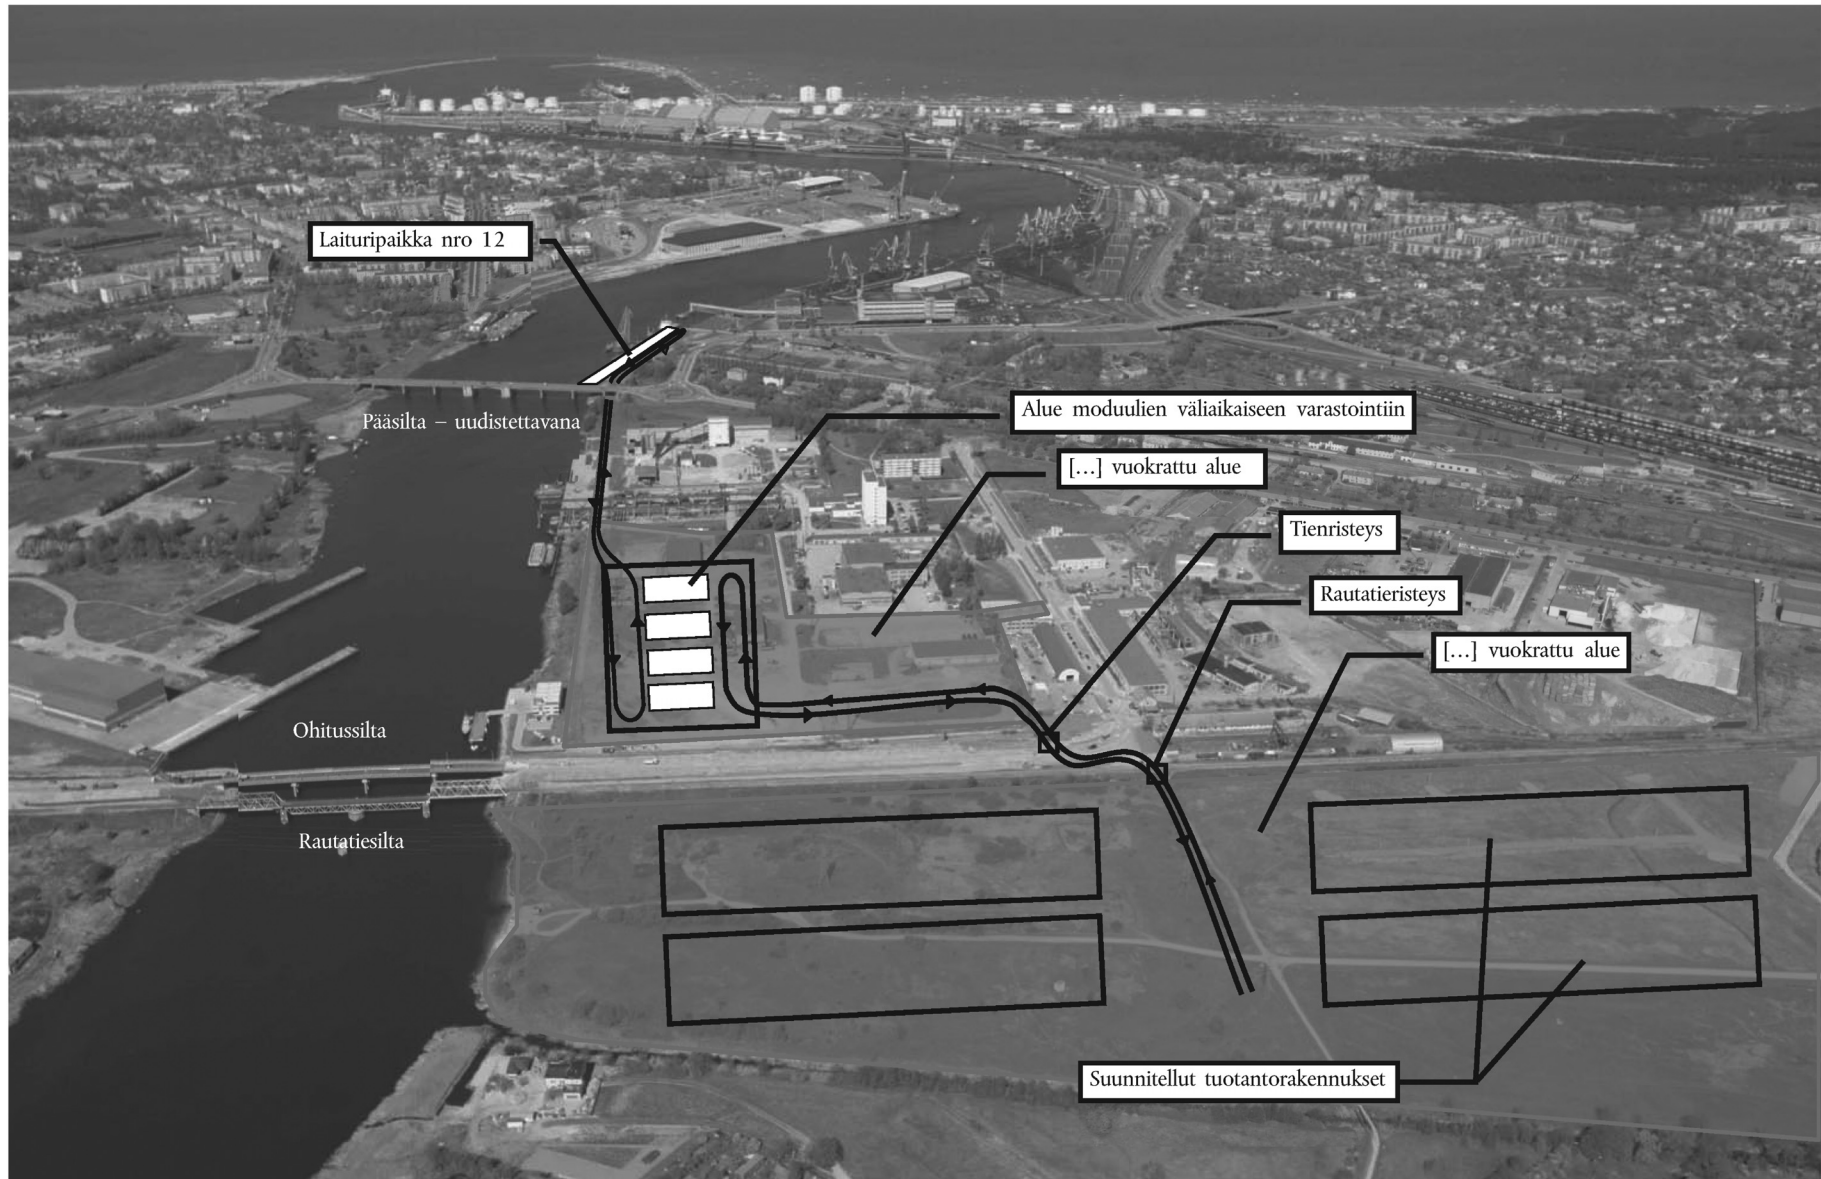 Laituripaikka nro 12
Alue moduulien väliaikaiseen varastointiin
Pääsilta – uudistettavana
[...] vuokrattu alue
Tienristeys
Rautatieristeys
[...] vuokrattu alue
Ohitussilta
Rautatiesilta
Suunnitellut tuotantorakennukset